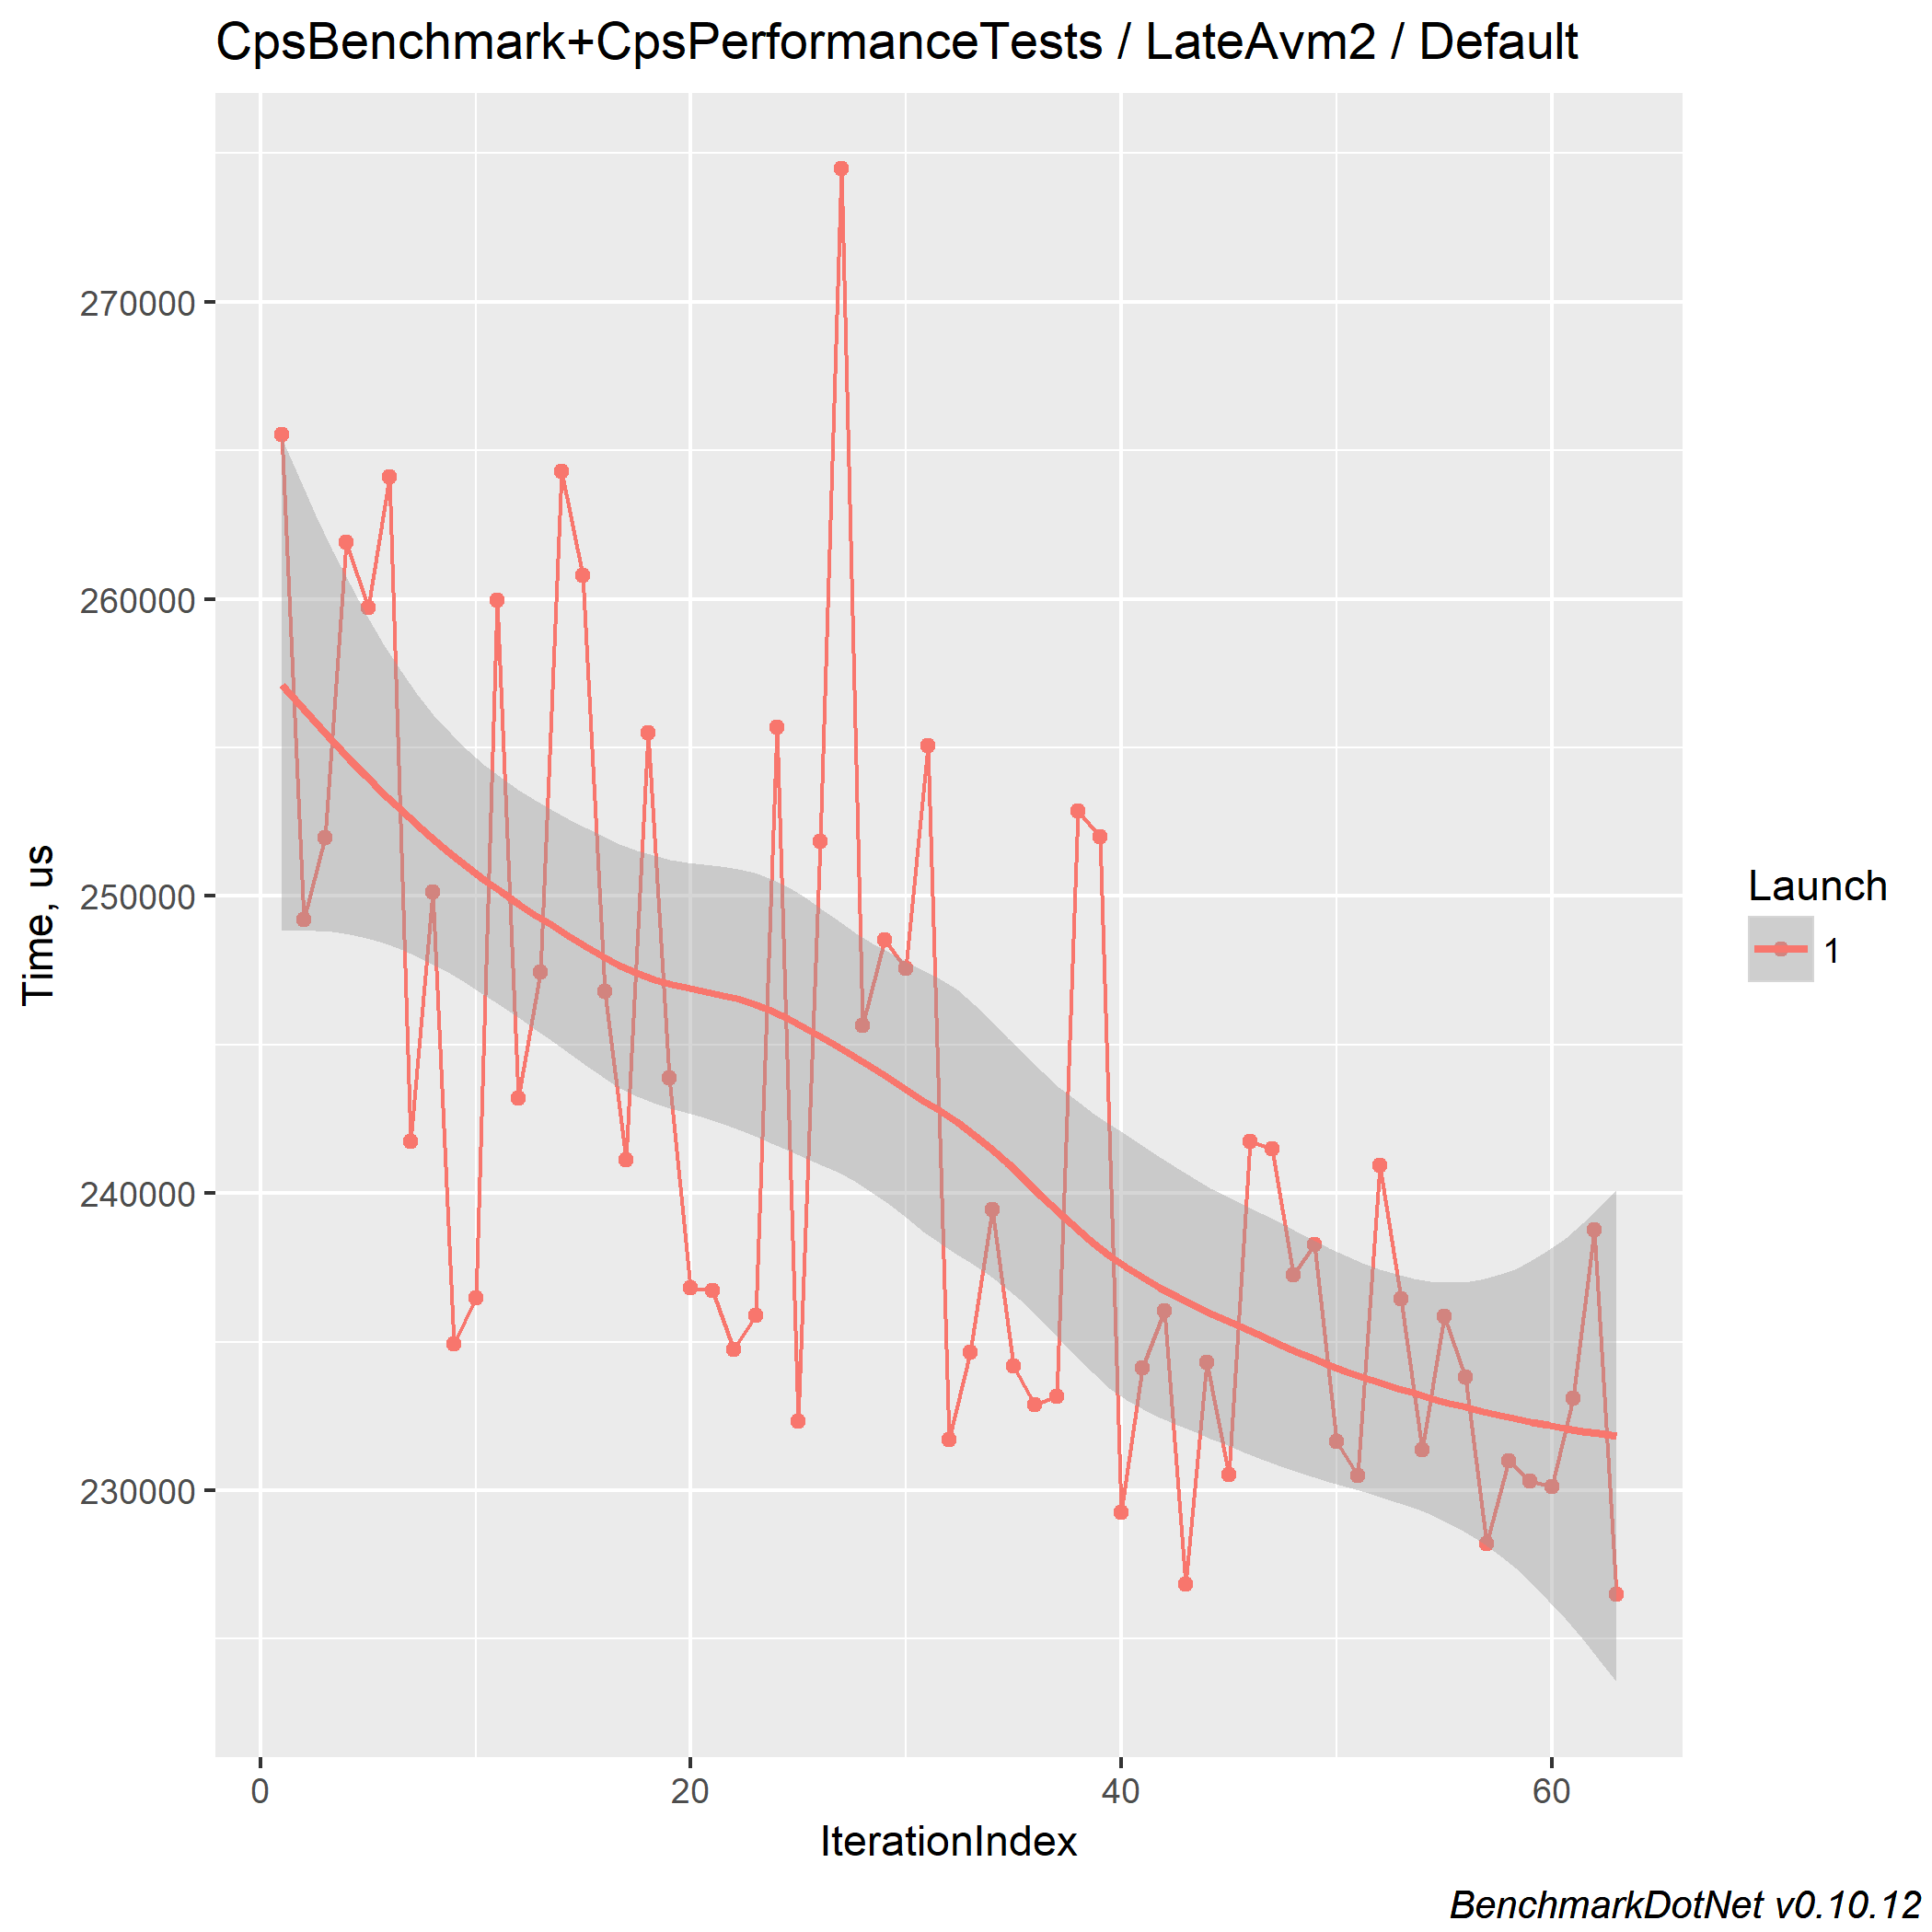 CpsBenchmark+CpsPerformanceTests / LateAvm2 / Default
270000
260000
250000
240000
230000
Time, us
0 20 40 60
IterationIndex
Launch
1
BenchmarkDotNet v0.10.12